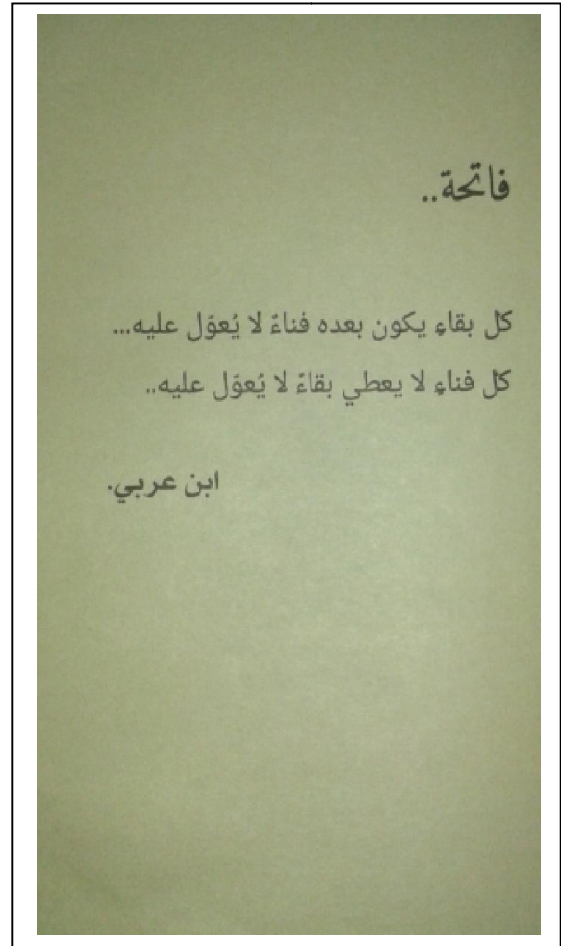 فاتحة..
كل بقاءِ يكون بعده فناءٌ لا يُعوّل عليه...
كل فناءِ لا يعطي بقاءً لا يُعوّل عليه..
ابن عربي.